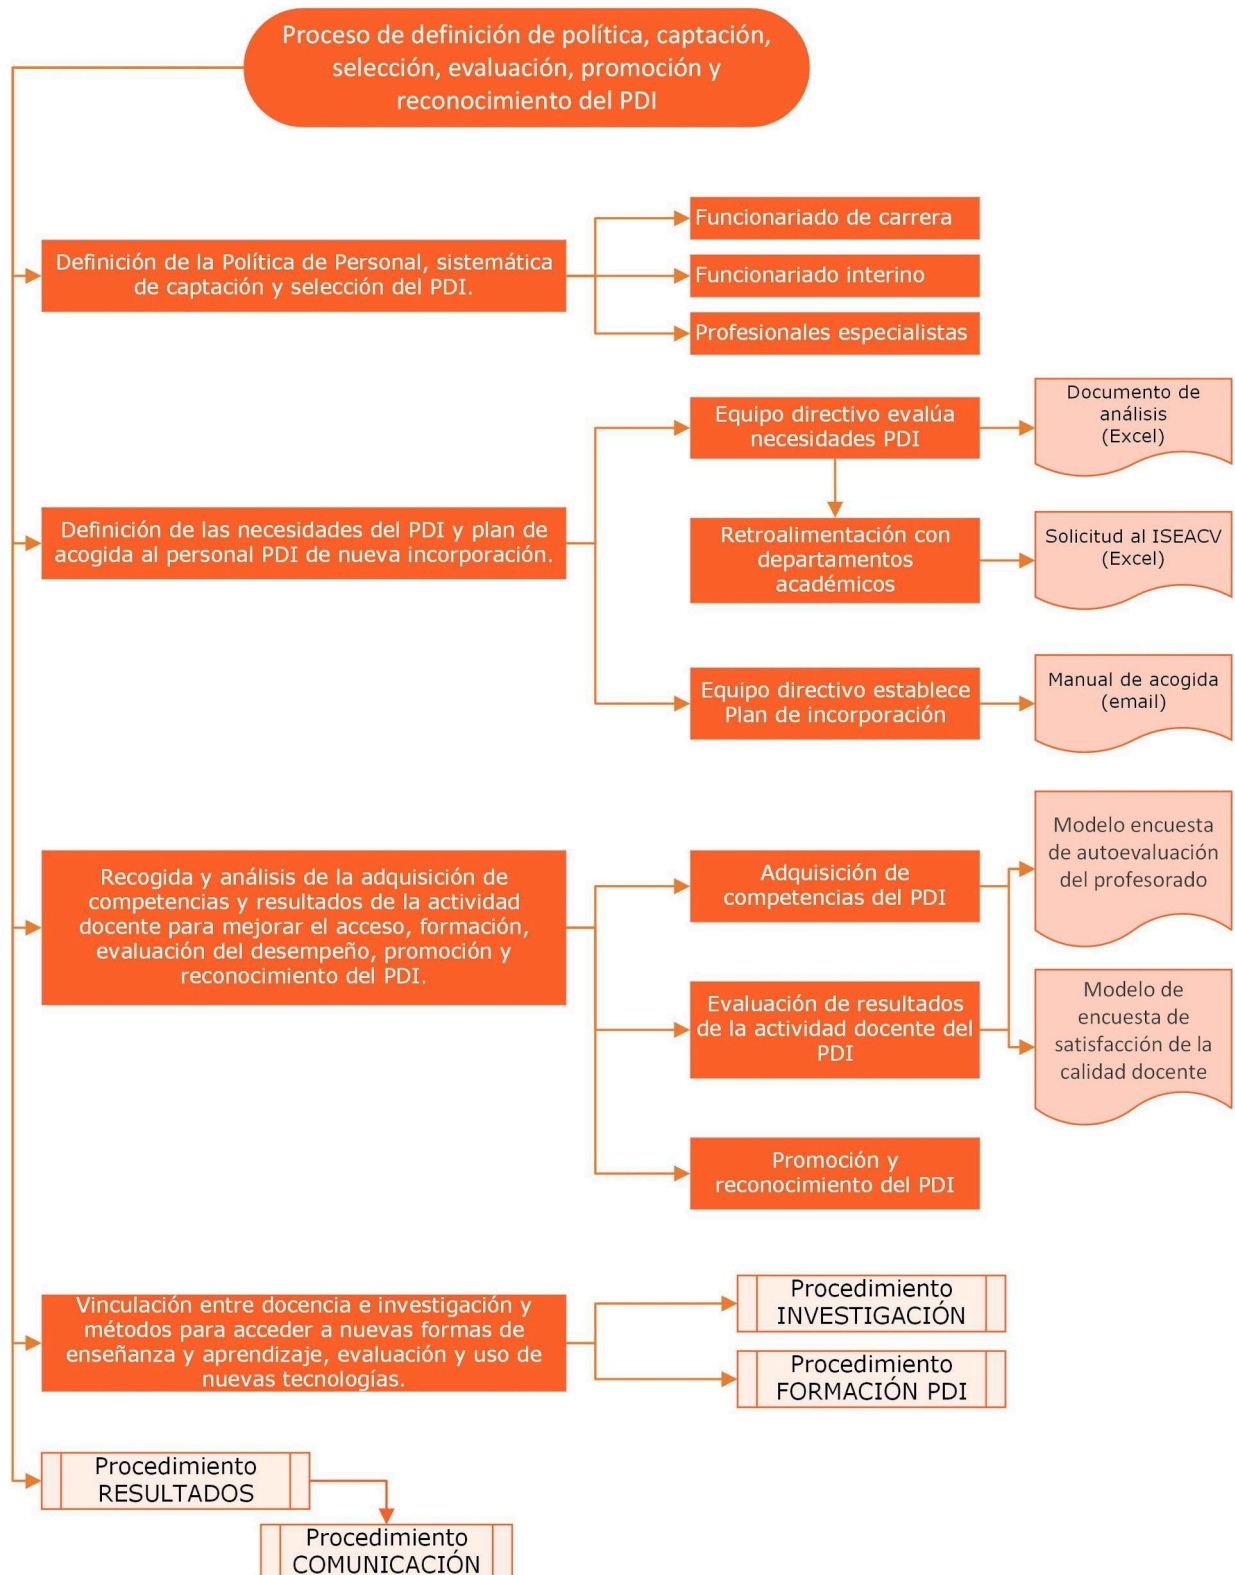 Proceso de definición de política, captación,
selección, evaluación, promoción y
reconocimiento del PDI
Definición de la Política de Personal, sistemática
de captación y selección del PDI.
Funcionariado de carrera
Funcionariado interino
Profesionales especialistas
Definición de las necesidades del PDI y plan de
acogida al personal PDI de nueva incorporación.
Equipo directivo evalúa
necesidades PDI
Documento de
análisis
(Excel)
Retroalimentación con
departamentos
académicos
Solicitud al ISEACV
(Excel)
Equipo directivo establece
Plan de incorporación
Manual de acogida
(email)
Recogida y análisis de la adquisición de
competencias y resultados de la actividad
docente para mejorar el acceso, formación,
evaluación del desempeño, promoción y
reconocimiento del PDI.
Adquisición de
competencias del PDI
Modelo encuesta
de autoevaluación
del profesorado
Evaluación de resultados
de la actividad docente del
PDI
Modelo de
encuesta de
satisfacción de la
calidad docente
Promoción y
reconocimiento del PDI
Vinculación entre docencia e investigación y
métodos para acceder a nuevas formas de
enseñanza y aprendizaje, evaluación y uso de
nuevas tecnologías.
Procedimiento
INVESTIGACIÓN
Procedimiento
FORMACIÓN PDI
Procedimiento
RESULTADOS
Procedimiento
COMUNICACIÓN